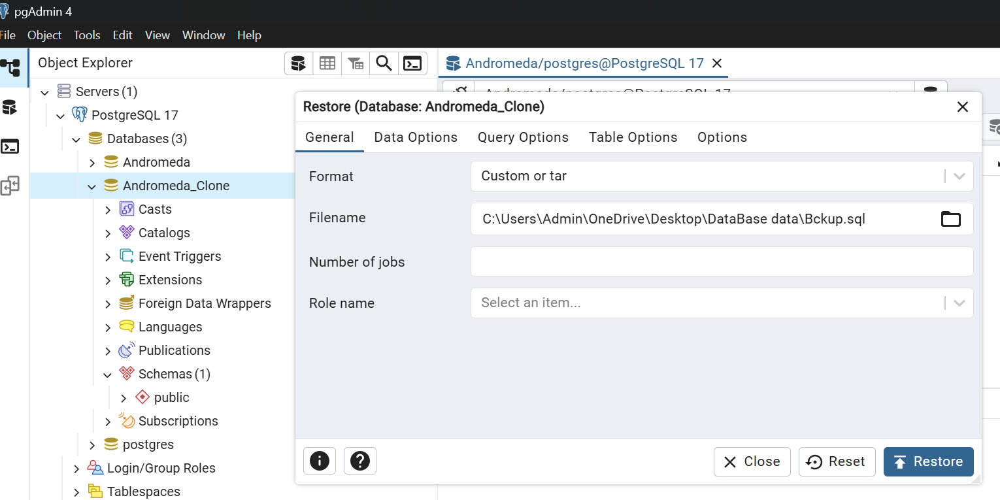 pgAdmin 4
File Object Tools Edit View Window Help
Object Explorer
Andromeda/postgres@PostgreSQL 17
Servers (1)
Andromeda/postgres@PostgreSQL 17
PostgreSQL 17
Databases (3)
Andromeda
Andromeda_Clone
Casts
Catalogs
Event Triggers
Extensions
Foreign Data Wrappers
Languages
Publications
Schemas (1)
public
Subscriptions
postgres
Login/Group Roles
Tablespaces
Restore (Database: Andromeda_Clone)
General Data Options Query Options Table Options Options
Format Custom or tar
Filename C:\Users\Admin\OneDrive\Desktop\DataBase data\Bckup.sql
Number of jobs
Role name Select an item...
Close Reset Restore